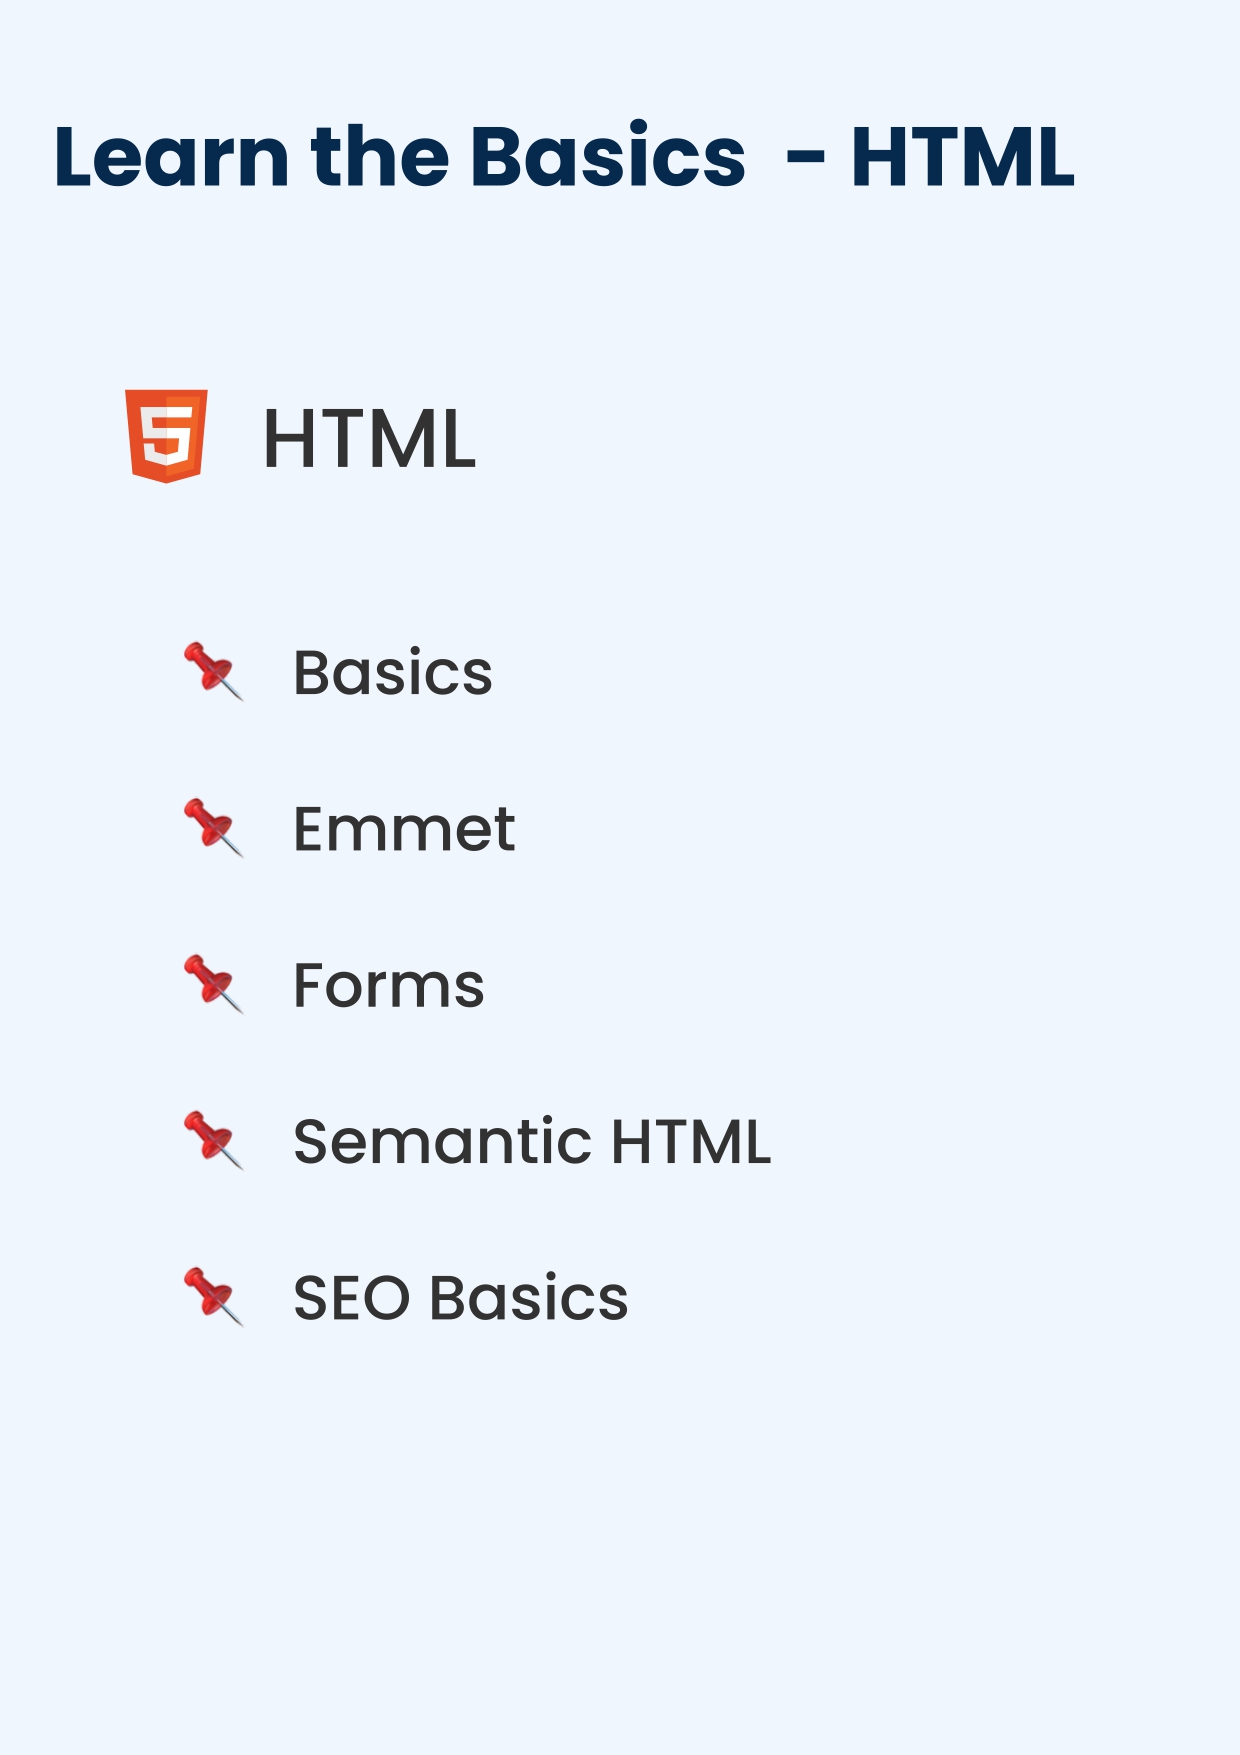 Learn the Basics - HTML
HTML
Basics
Emmet
Forms
Semantic HTML
SEO Basics